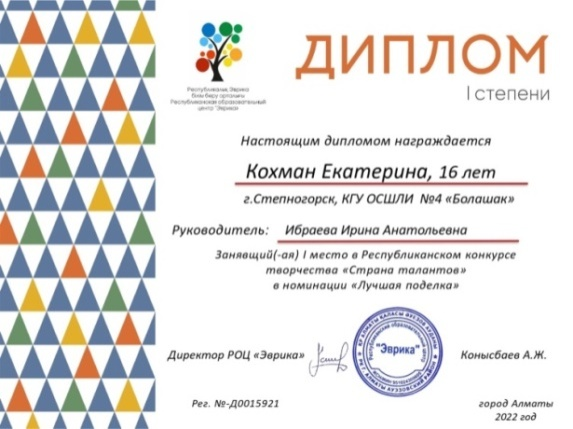 Республикалық Эврика
білім беру орталығы
Республиканский образовательный
центр "Эврика"
ДИПЛОМ
I степени
Настоящим дипломом награждается
Кохман Екатерина, 16 лет
г.Степногорск, КГУ ОСШЛИ №4 «Болашак»
Руководитель: Ибраева Ирина Анатольевна
Занявщий(-ая) I место в Республиканском конкурсе
творчества «Страна талантов»
в номинации «Лучшая поделка»
Директор РОЦ «Эврика»
"Эврика"
Конысбаев А.Ж.
Рег. №-Д0015921
город Алматы
2022 год